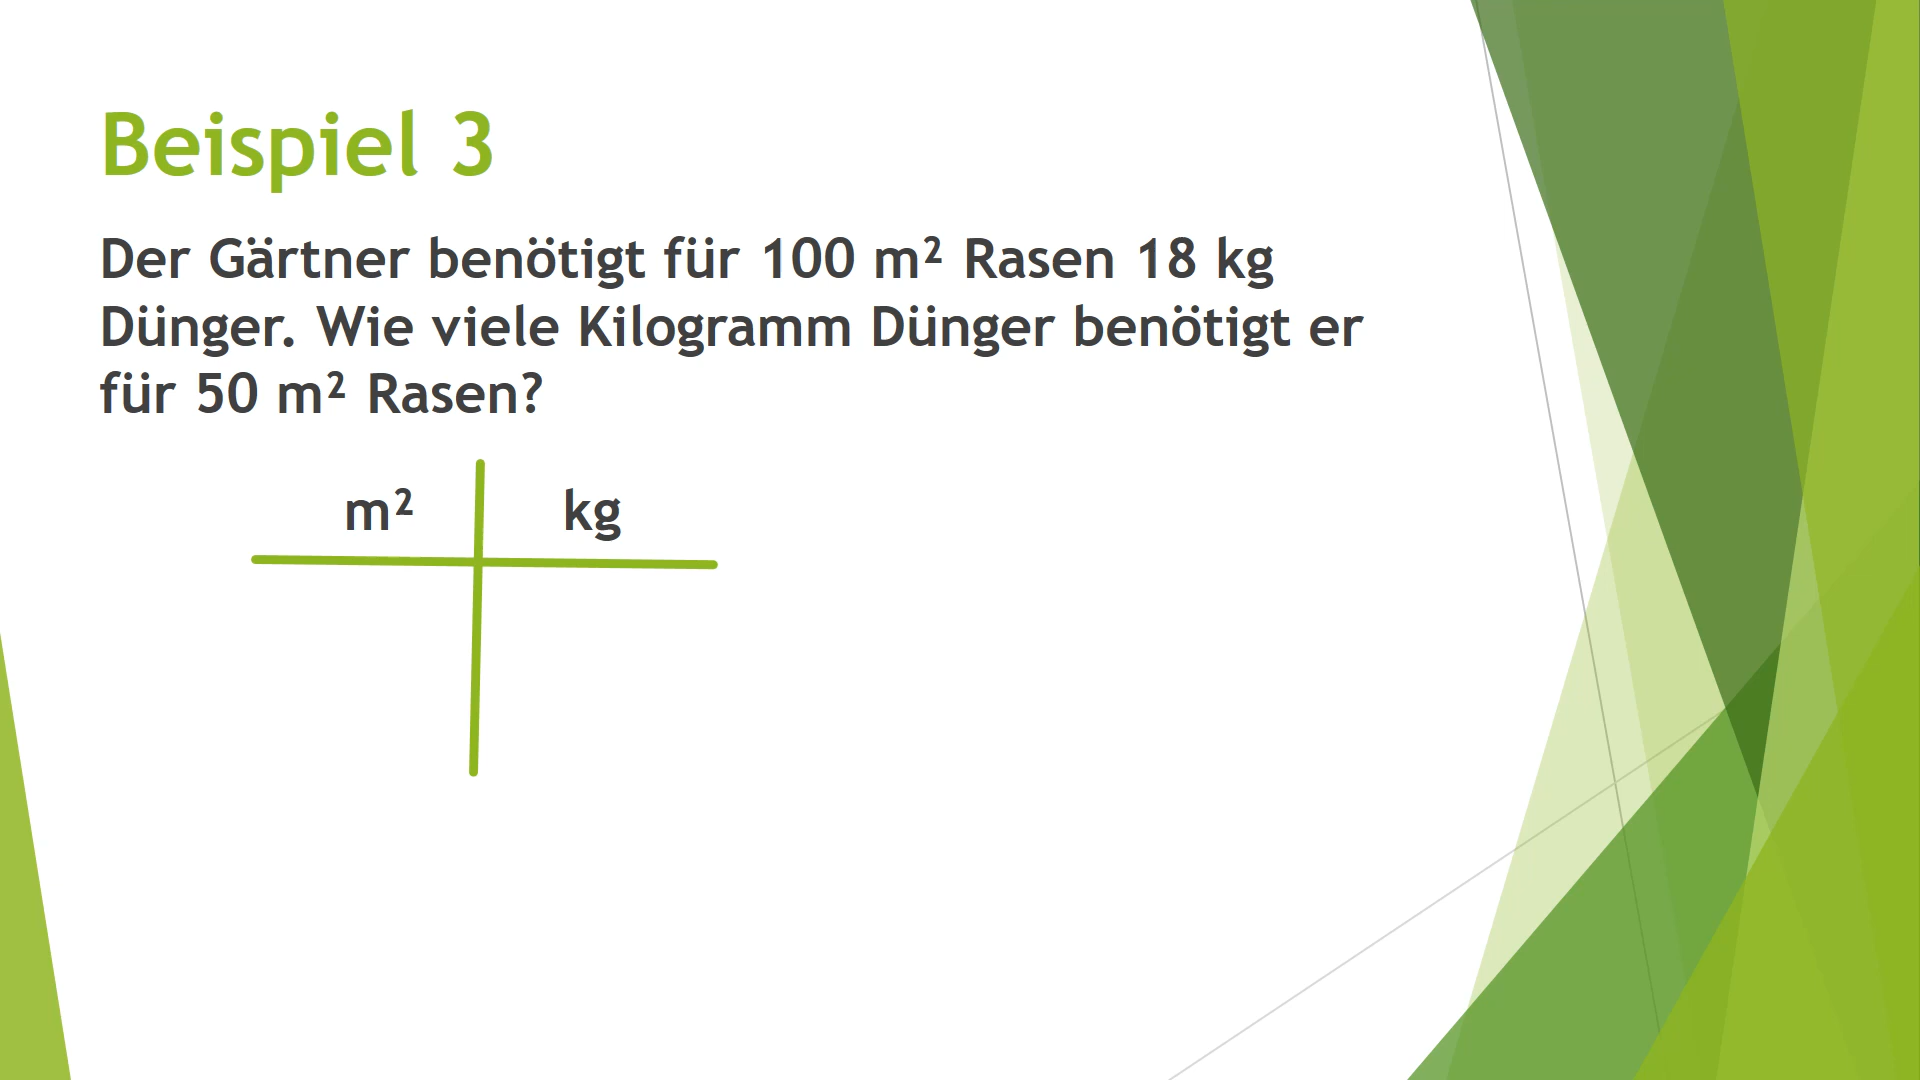 Beispiel 3
Der Gärtner benötigt für 100 m² Rasen 18 kg
Dünger. Wie viele Kilogramm Dünger benötigt er
für 50 m² Rasen?
m² kg